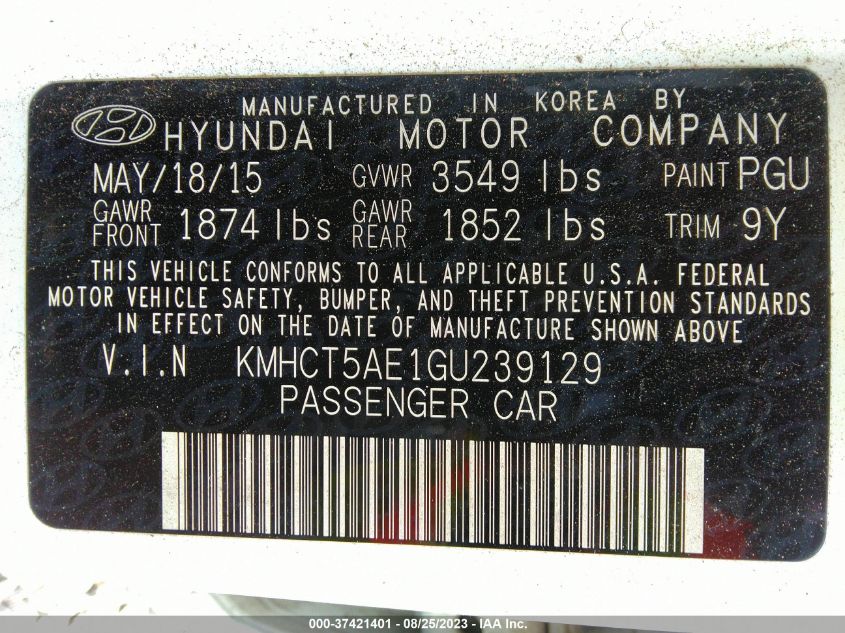 MANUFACTURED IN KOREA BY
HYUNDAI MOTOR COMPANY
MAY/18/15 GVWR 3549 lbs PAINT PGU
GAWR FRONT 1874 lbs GAWR REAR 1852 lbs TRIM 9Y
THIS VEHICLE CONFORMS TO ALL APPLICABLE U.S.A. FEDERAL
MOTOR VEHICLE SAFETY, BUMPER, AND THEFT PREVENTION STANDARDS
IN EFFECT ON THE DATE OF MANUFACTURE SHOWN ABOVE
V.I.N KMHCT5AE1GU239129
PASSENGER CAR
000-37421401 - 08/25/2023 - IAA Inc.